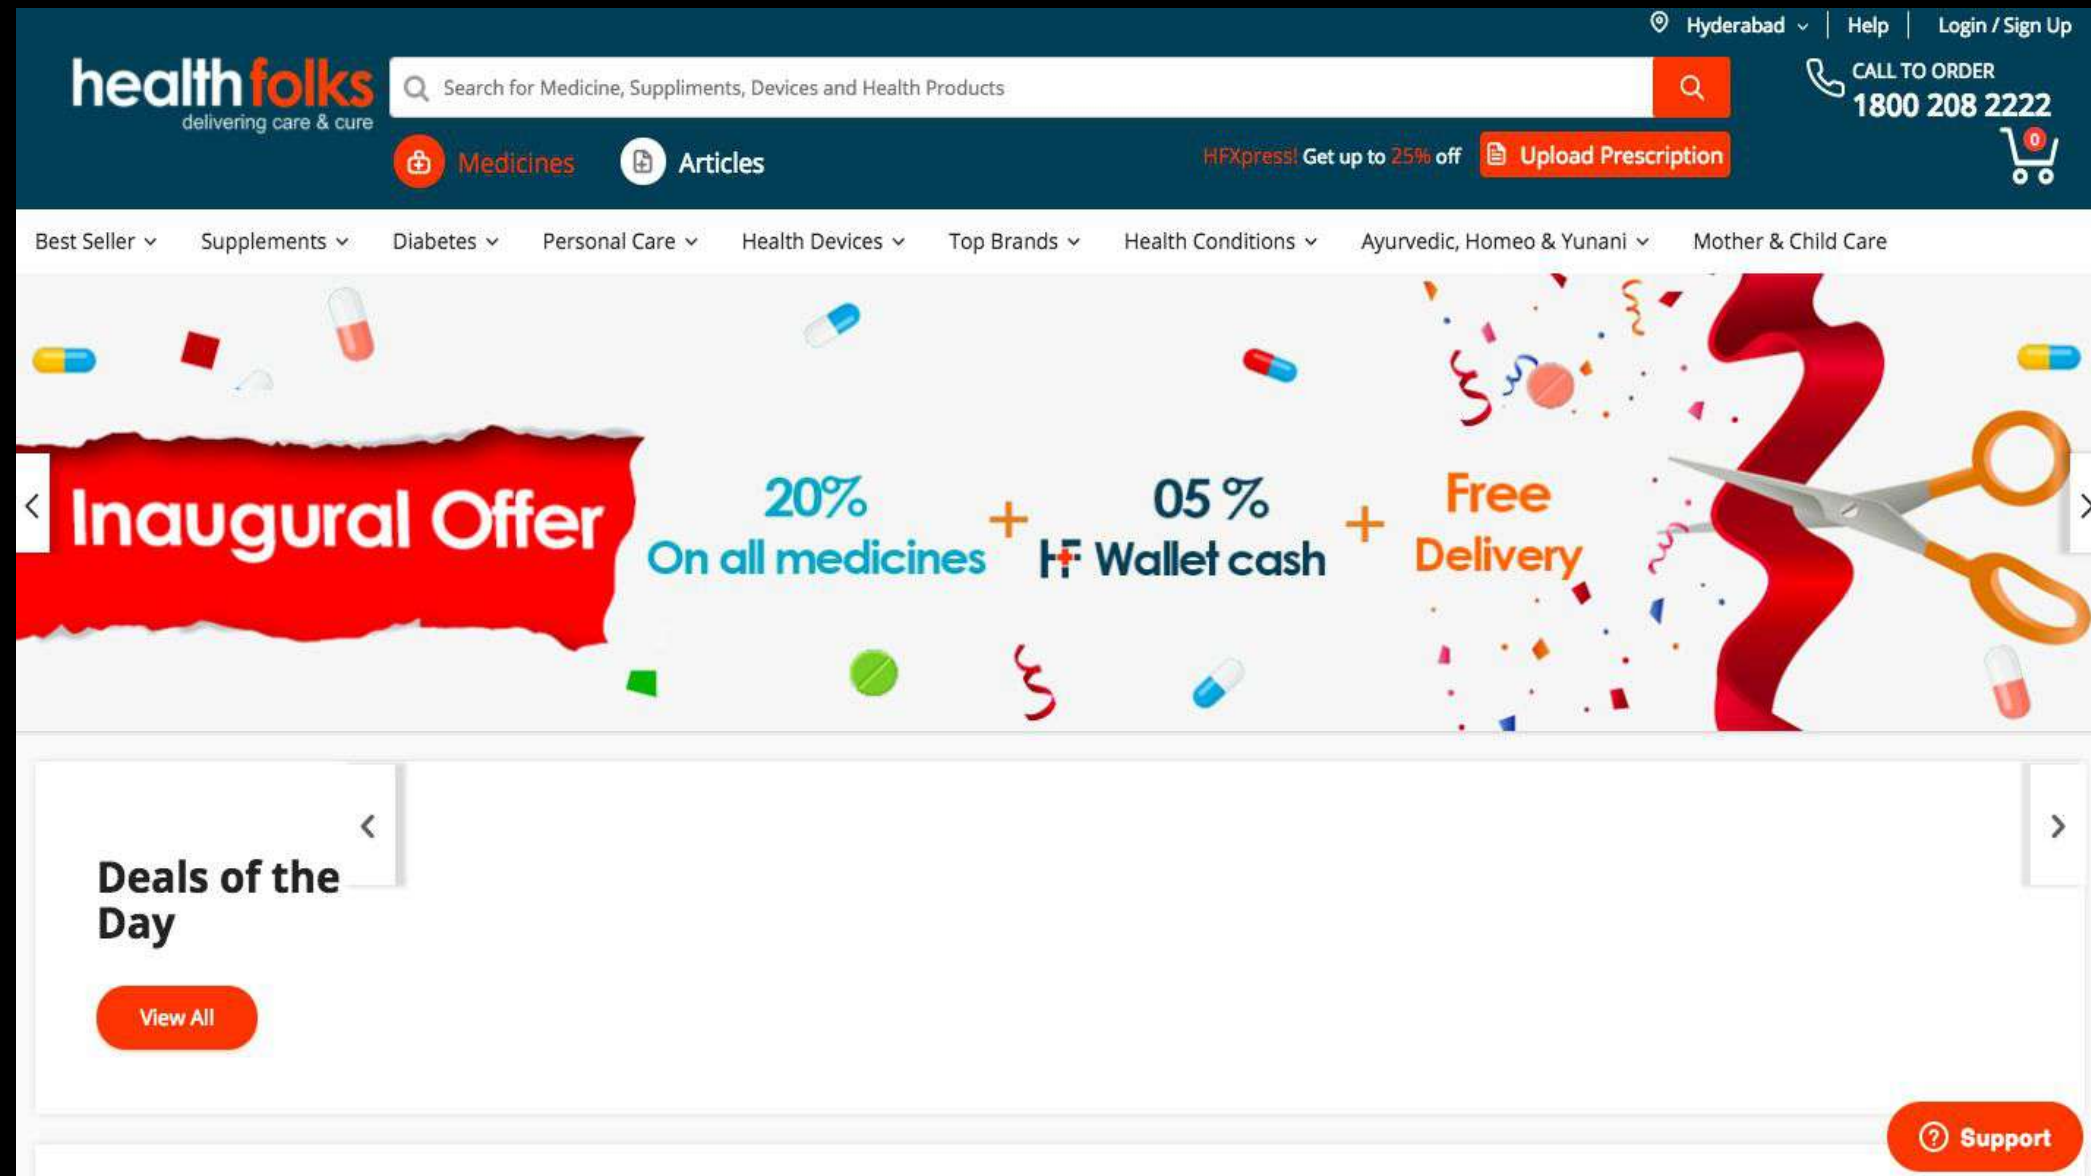 Hyderabad
Help
Login / Sign Up
healthfolks
delivering care & cure
Search for Medicine, Suppliments, Devices and Health Products
CALL TO ORDER
1800 208 2222
Medicines
Articles
HFXpress! Get up to 25% off
Upload Prescription
0
Best Seller
Supplements
Diabetes
Personal Care
Health Devices
Top Brands
Health Conditions
Ayurvedic, Homeo & Yunani
Mother & Child Care
Inaugural Offer
20%
On all medicines
+
05 %
HF Wallet cash
+
Free
Delivery
Deals of the
Day
View All
Support